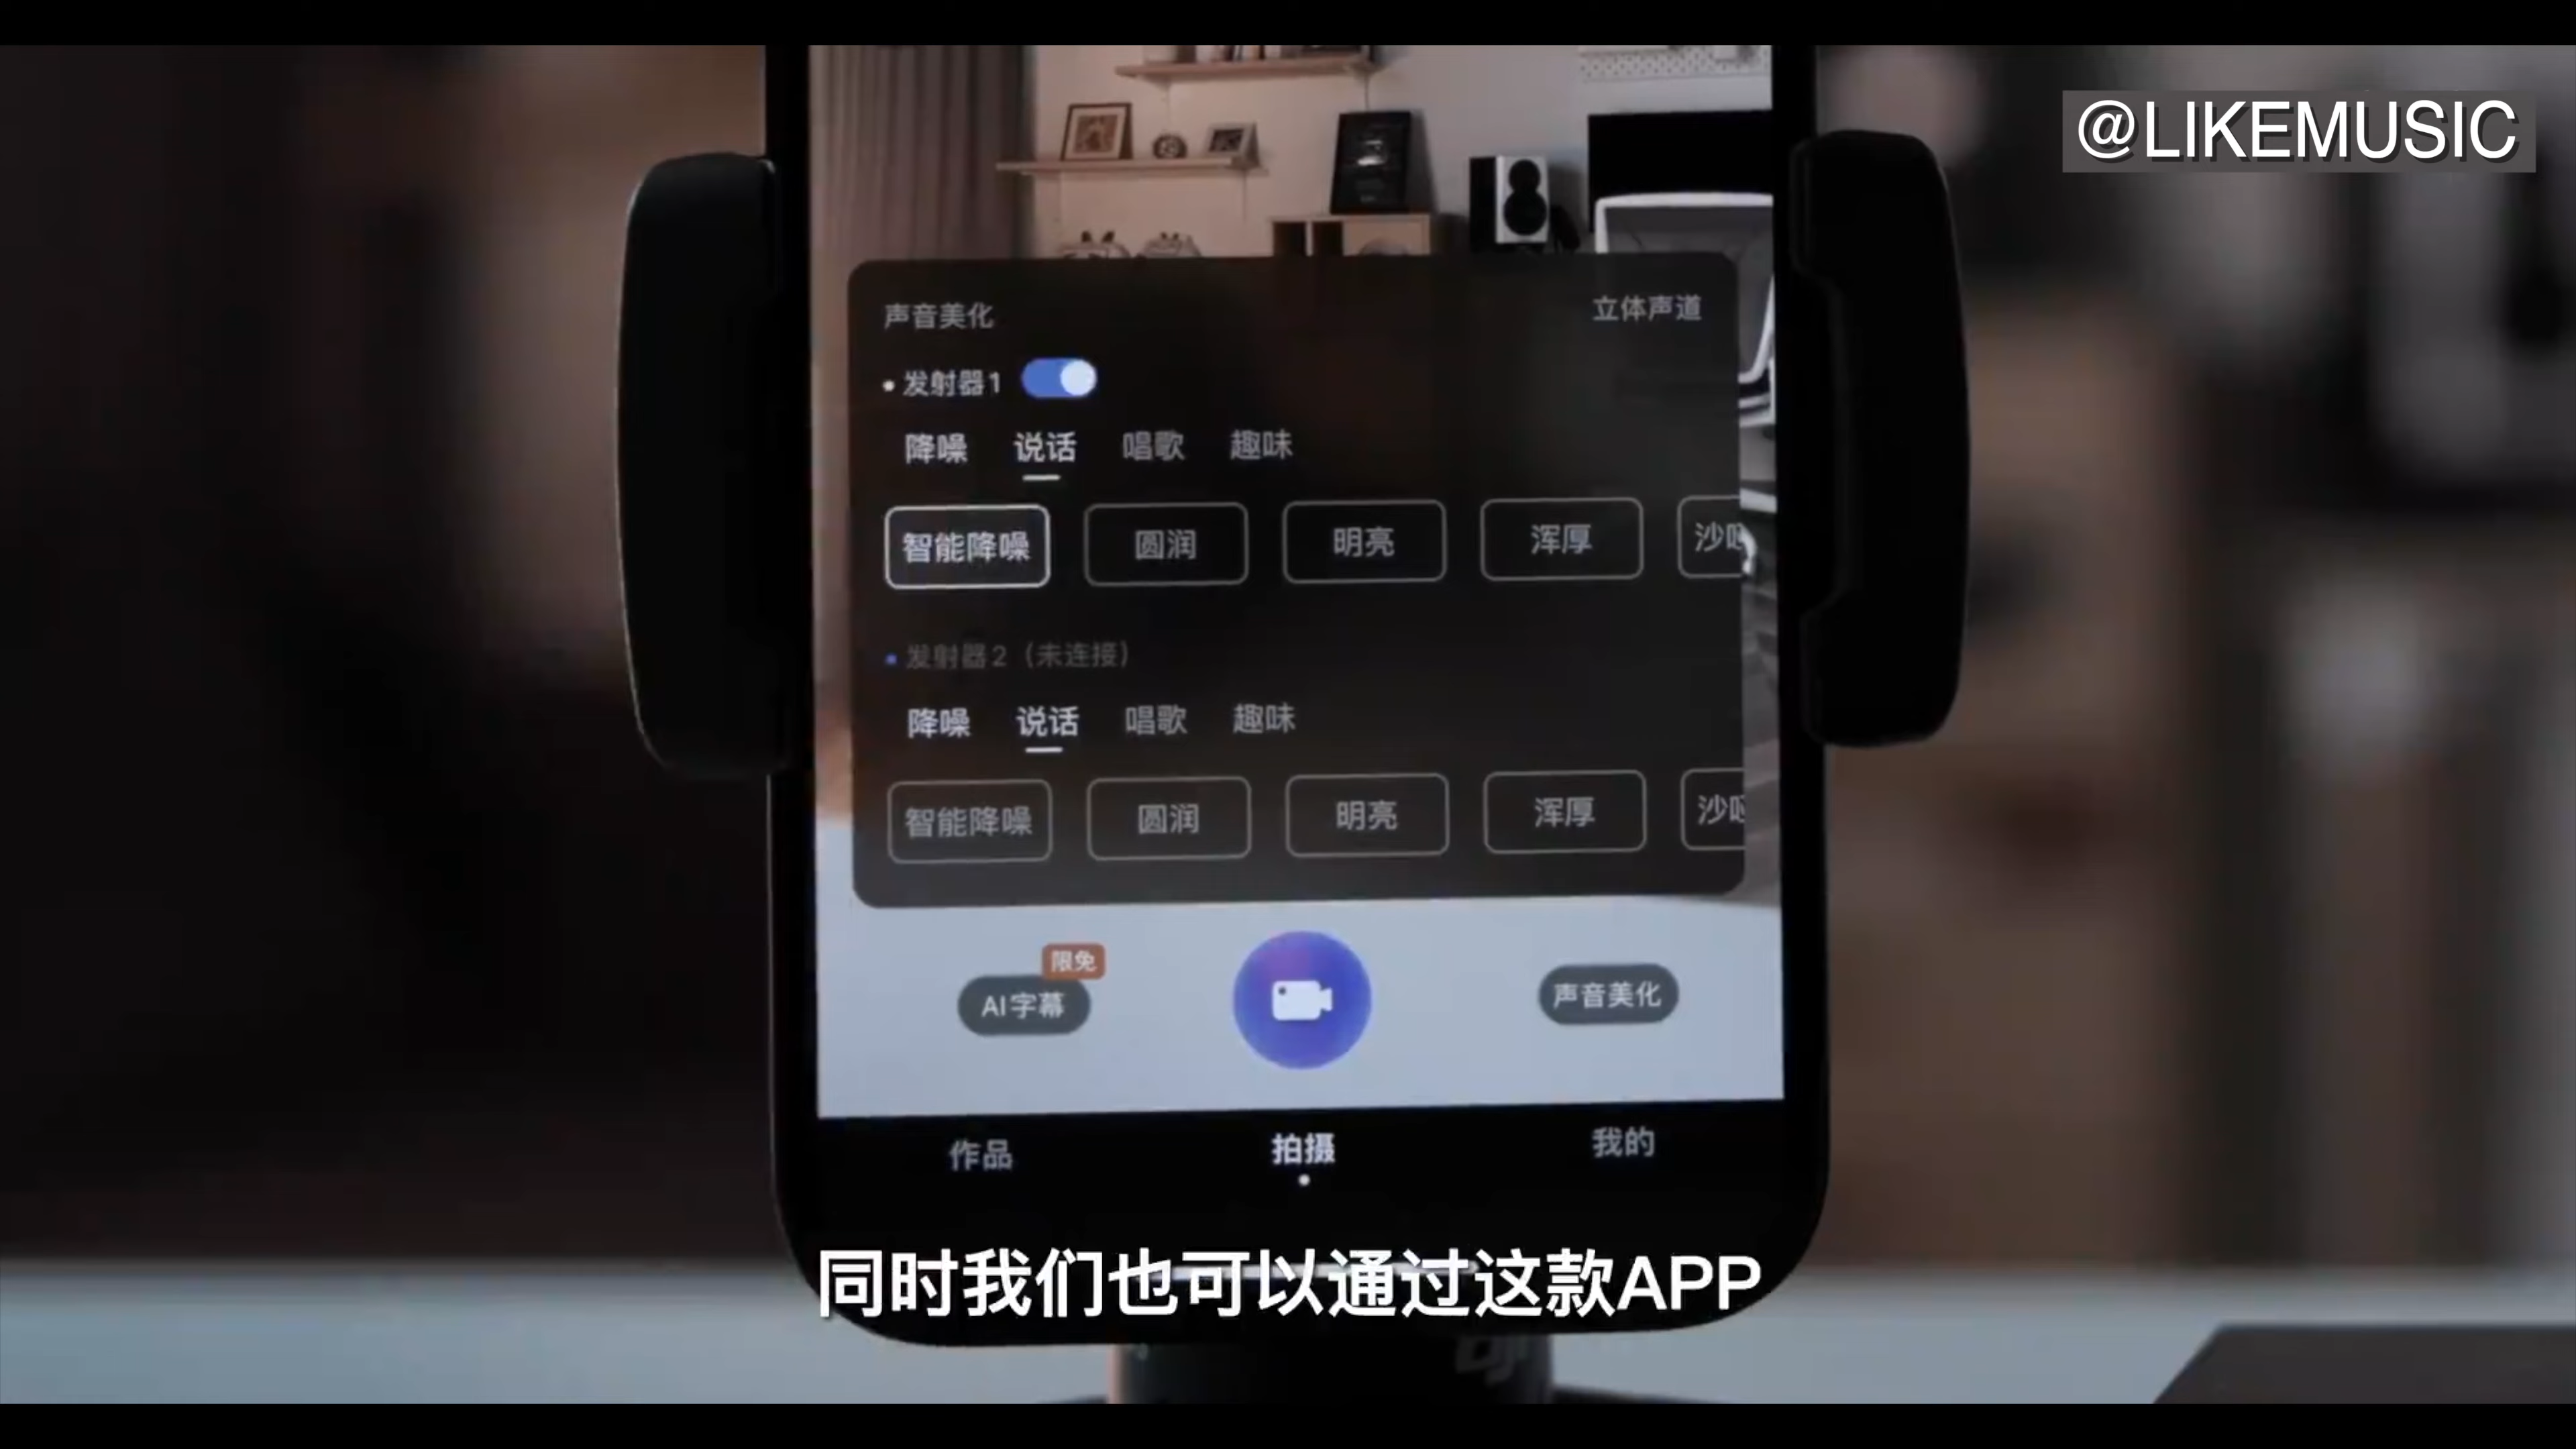 @LIKEMUSIC
声音美化 立体声道
发射器1
降噪 说话 唱歌 趣味
智能降噪 圆润 明亮 浑厚 沙
发射器2（未连接）
降噪 说话 唱歌 趣味
智能降噪 圆润 明亮 浑厚 沙
限免
AI字幕 声音美化
作品 拍摄 我的
同时我们也可以通过这款APP